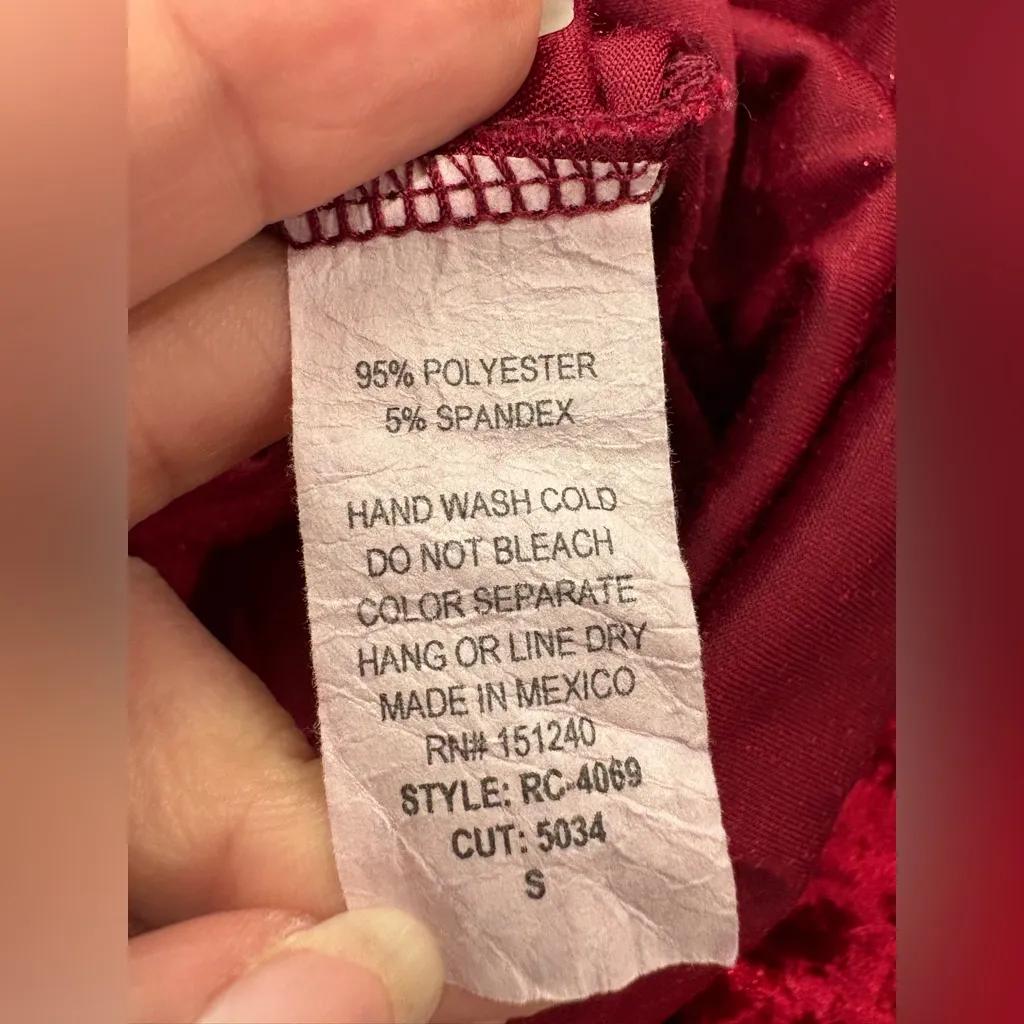 95% POLYESTER
5% SPANDEX
HAND WASH COLD
DO NOT BLEACH
COLOR SEPARATE
HANG OR LINE DRY
MADE IN MEXICO
RN# 151240
STYLE: RC-4069
CUT: 5034
S